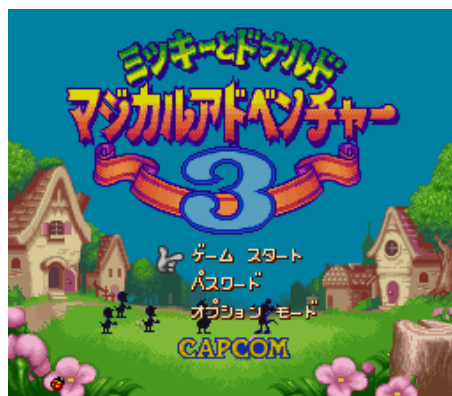 ミッキーとドナルド
マジカルアドベンチャー
3
ゲーム スタート
パスワード
オプション モード
CAPCOM